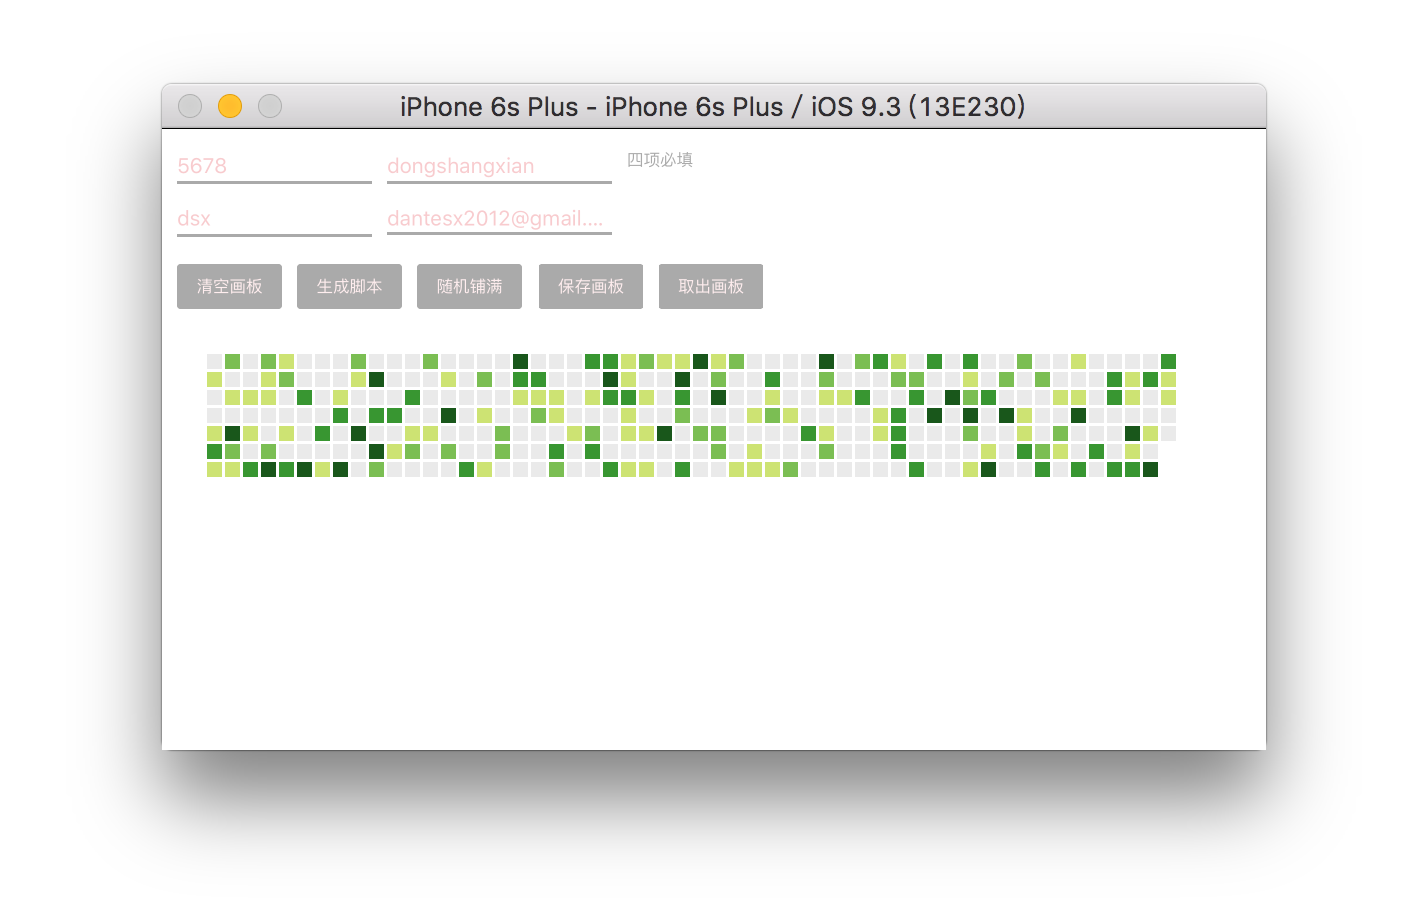 iPhone 6s Plus - iPhone 6s Plus / iOS 9.3 (13E230)
5678 dongshangxian 四项必填
dsx dantesx2012@gmail....
清空画板 生成脚本 随机铺满 保存画板 取出画板